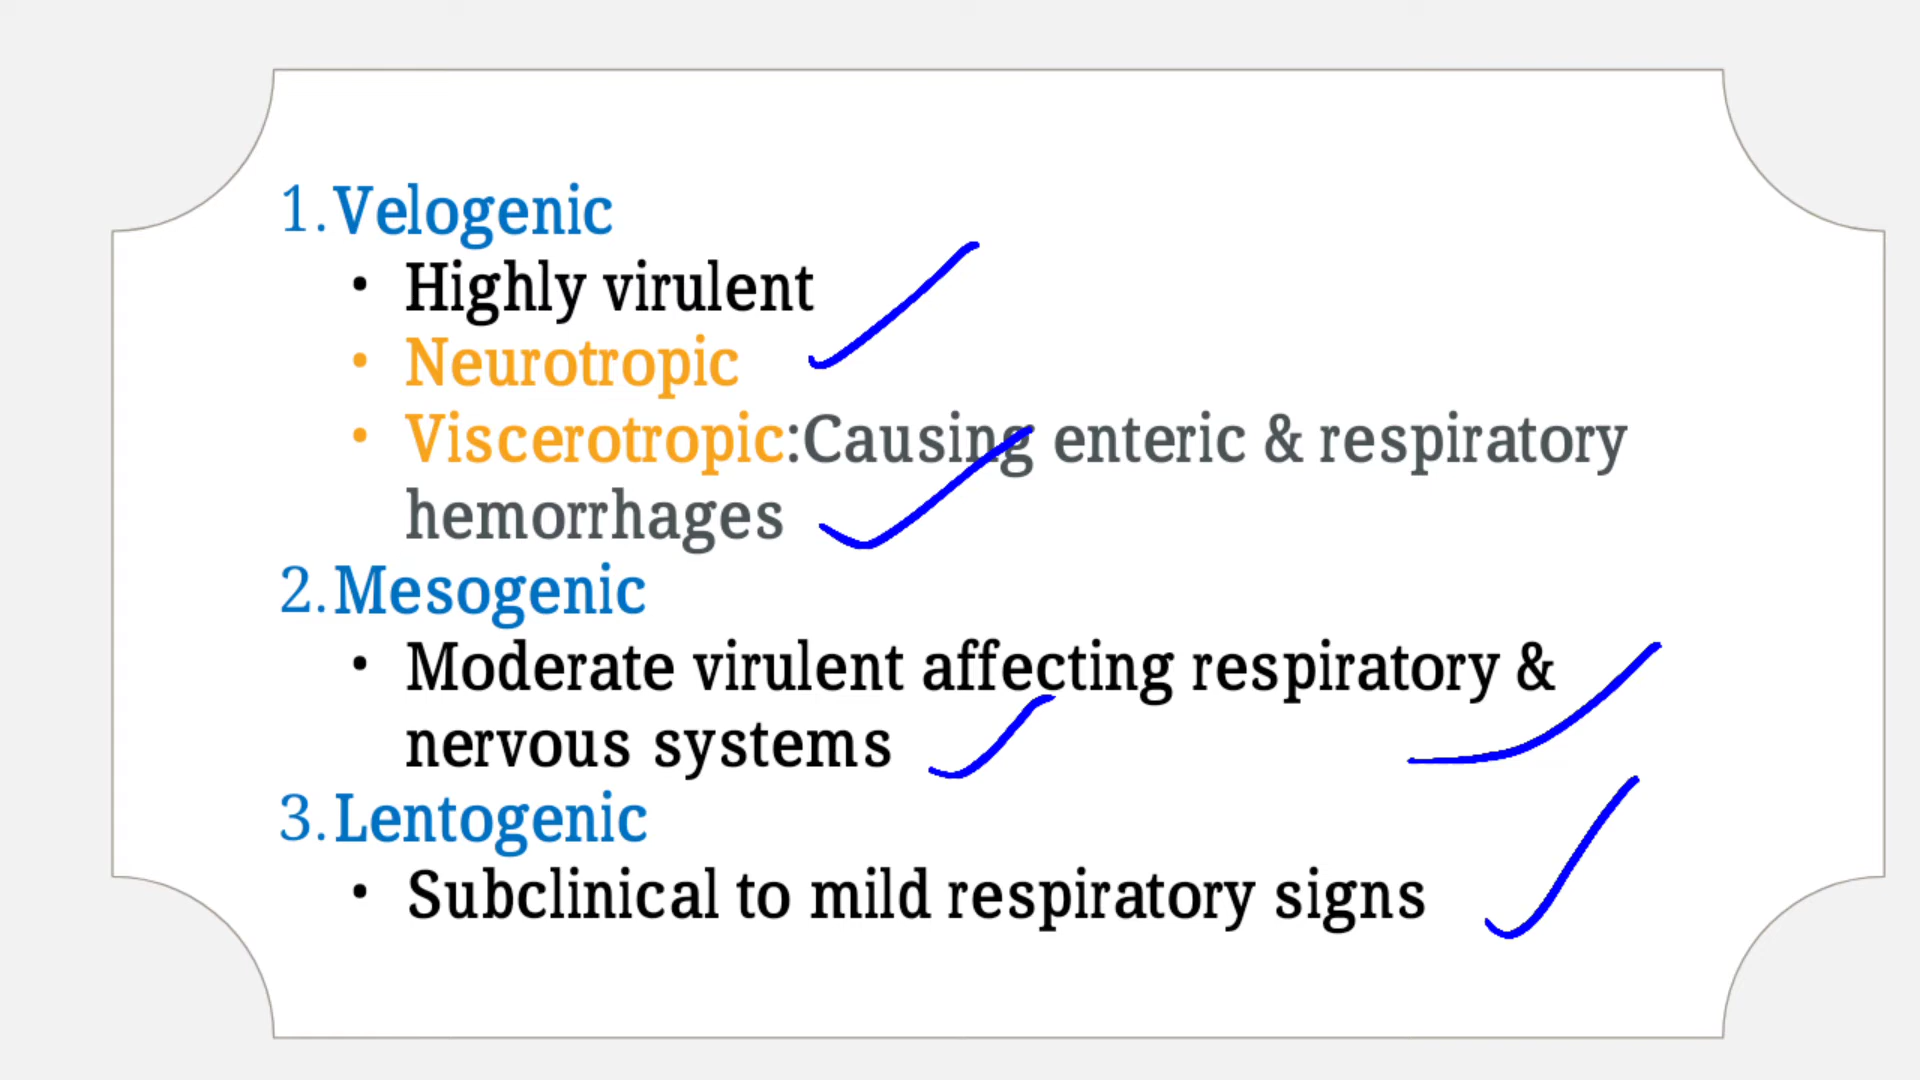 1. Velogenic
• Highly virulent
• Neurotropic
• Viscerotropic:Causing enteric & respiratory
hemorrhages
2. Mesogenic
• Moderate virulent affecting respiratory &
nervous systems
3. Lentogenic
• Subclinical to mild respiratory signs